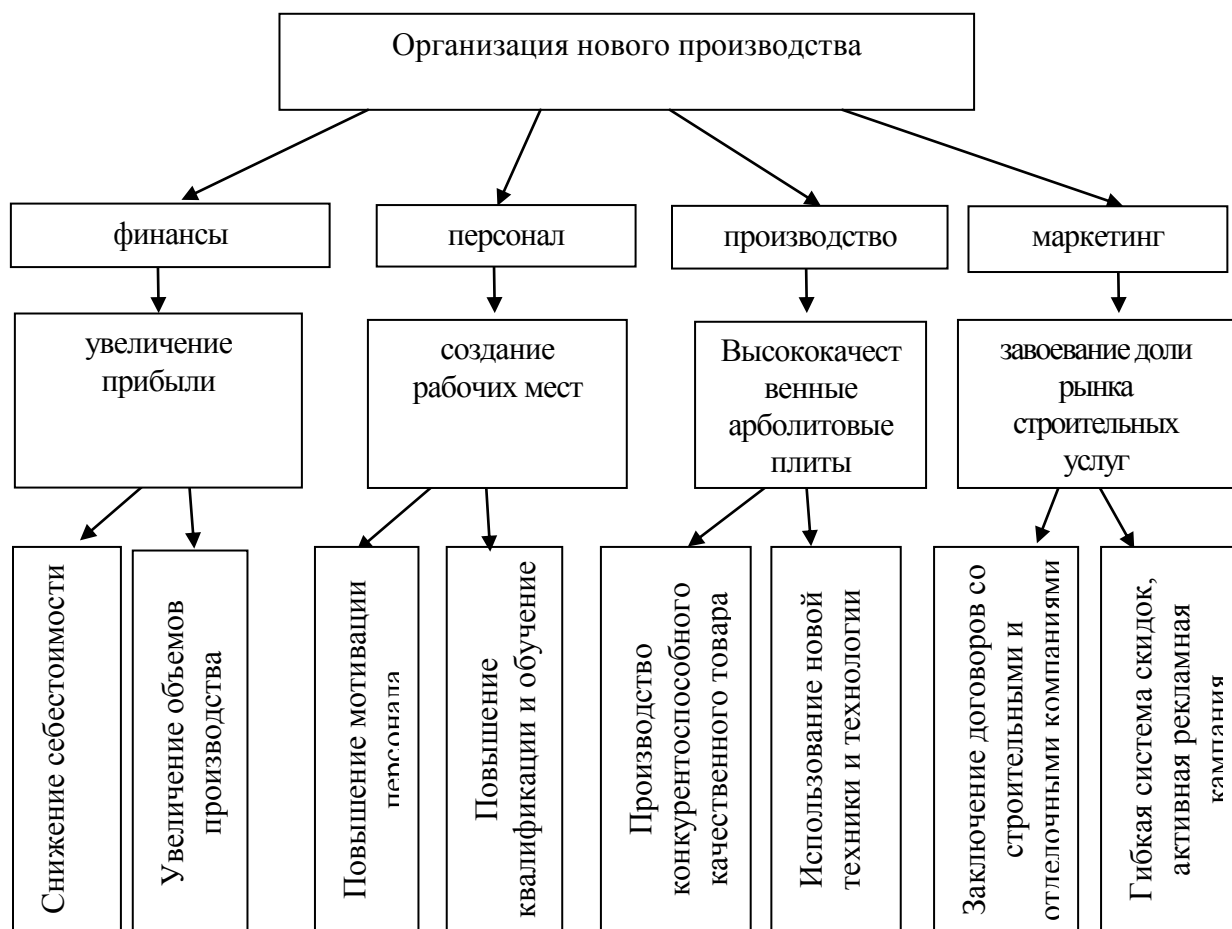 Организация нового производства
финансы
персонал
производство
маркетинг
увеличение
прибыли
создание
рабочих мест
Высококачест
венные
арболитовые
плиты
завоевание доли
рынка
строительных
услуг
Снижение себестоимости
Увеличение объемов
производства
Повышение мотивации
персонала
Повышение
квалификации и обучение
Производство
конкурентоспособного
качественного товара
Использование новой
техники и технологии
Заключение договоров со
строительными и
отделочными компаниями
Гибкая система скидок,
активная рекламная
кампания